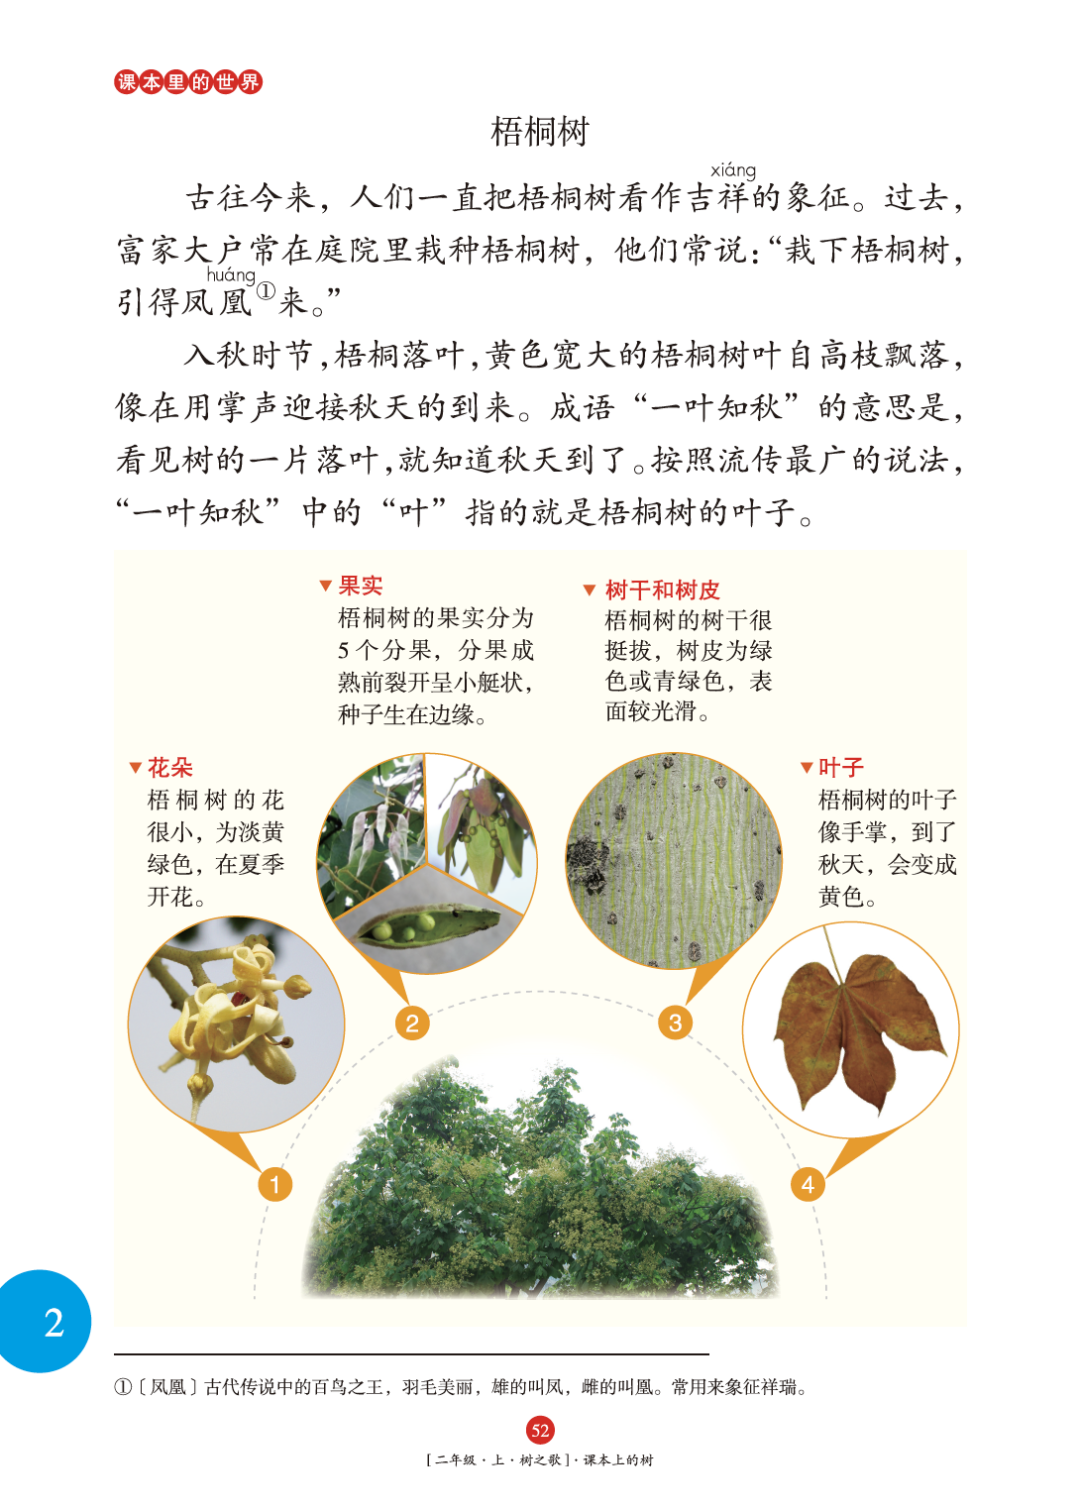 课本里的世界
梧桐树
xiáng
古往今来，人们一直把梧桐树看作吉祥的象征。过去，
富家大户常在庭院里栽种梧桐树，他们常说：“栽下梧桐树，
huáng
引得凤凰①来。”
入秋时节，梧桐落叶，黄色宽大的梧桐树叶自高枝飘落，
像在用掌声迎接秋天的到来。成语“一叶知秋”的意思是，
看见树的一片落叶，就知道秋天到了。按照流传最广的说法，
“一叶知秋”中的“叶”指的就是梧桐树的叶子。
▼果实
梧桐树的果实分为
5个分果，分果成
熟前裂开呈小艇状，
种子生在边缘。
▼树干和树皮
梧桐树的树干很
挺拔，树皮为绿
色或青绿色，表
面较光滑。
▼花朵
梧桐树的花
很小，为淡黄
绿色，在夏季
开花。
▼叶子
梧桐树的叶子
像手掌，到了
秋天，会变成
黄色。
2
3
1
4
2
①〔凤凰〕古代传说中的百鸟之王，羽毛美丽，雄的叫凤，雌的叫凰。常用来象征祥瑞。
52
[二年级·上·树之歌]·课本上的树